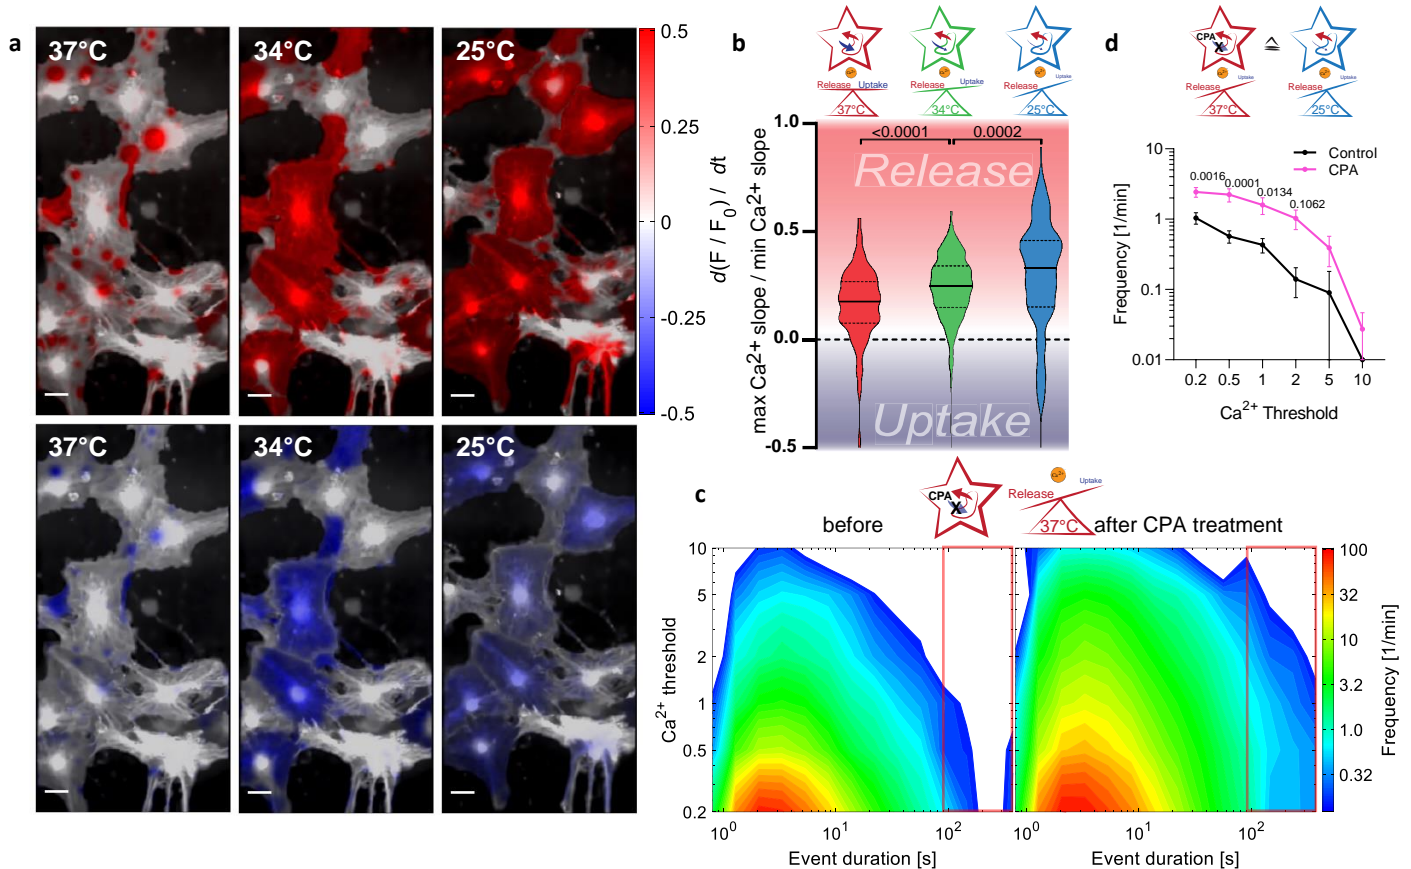 a
37°C
34°C
25°C
0.5
0.25
0
-0.25
-0.5
d(F / F0) / dt
37°C
34°C
25°C
b
Release Uptake
37°C
Release Uptake
34°C
Release Uptake
25°C
Ca2+
max Ca2+ slope / min Ca2+ slope
1.0
0.5
0.0
-0.5
<0.0001
0.0002
Release
Uptake
d
CPA
X
≙
Release Uptake
37°C
Release Uptake
25°C
Control
CPA
Frequency [1/min]
10
1
0.1
0.01
0.0016
0.0001
0.0134
0.1062
0.2 0.5 1 2 5 10
Ca2+ Threshold
c
CPA
X
Ca2+
Release Uptake
37°C
before
after CPA treatment
Ca2+ threshold
10
5
2
1
0.5
0.2
10^0 10^1 10^2
Event duration [s]
10^0 10^1 10^2
Event duration [s]
100
32
10
3.2
1.0
0.32
Frequency [1/min]